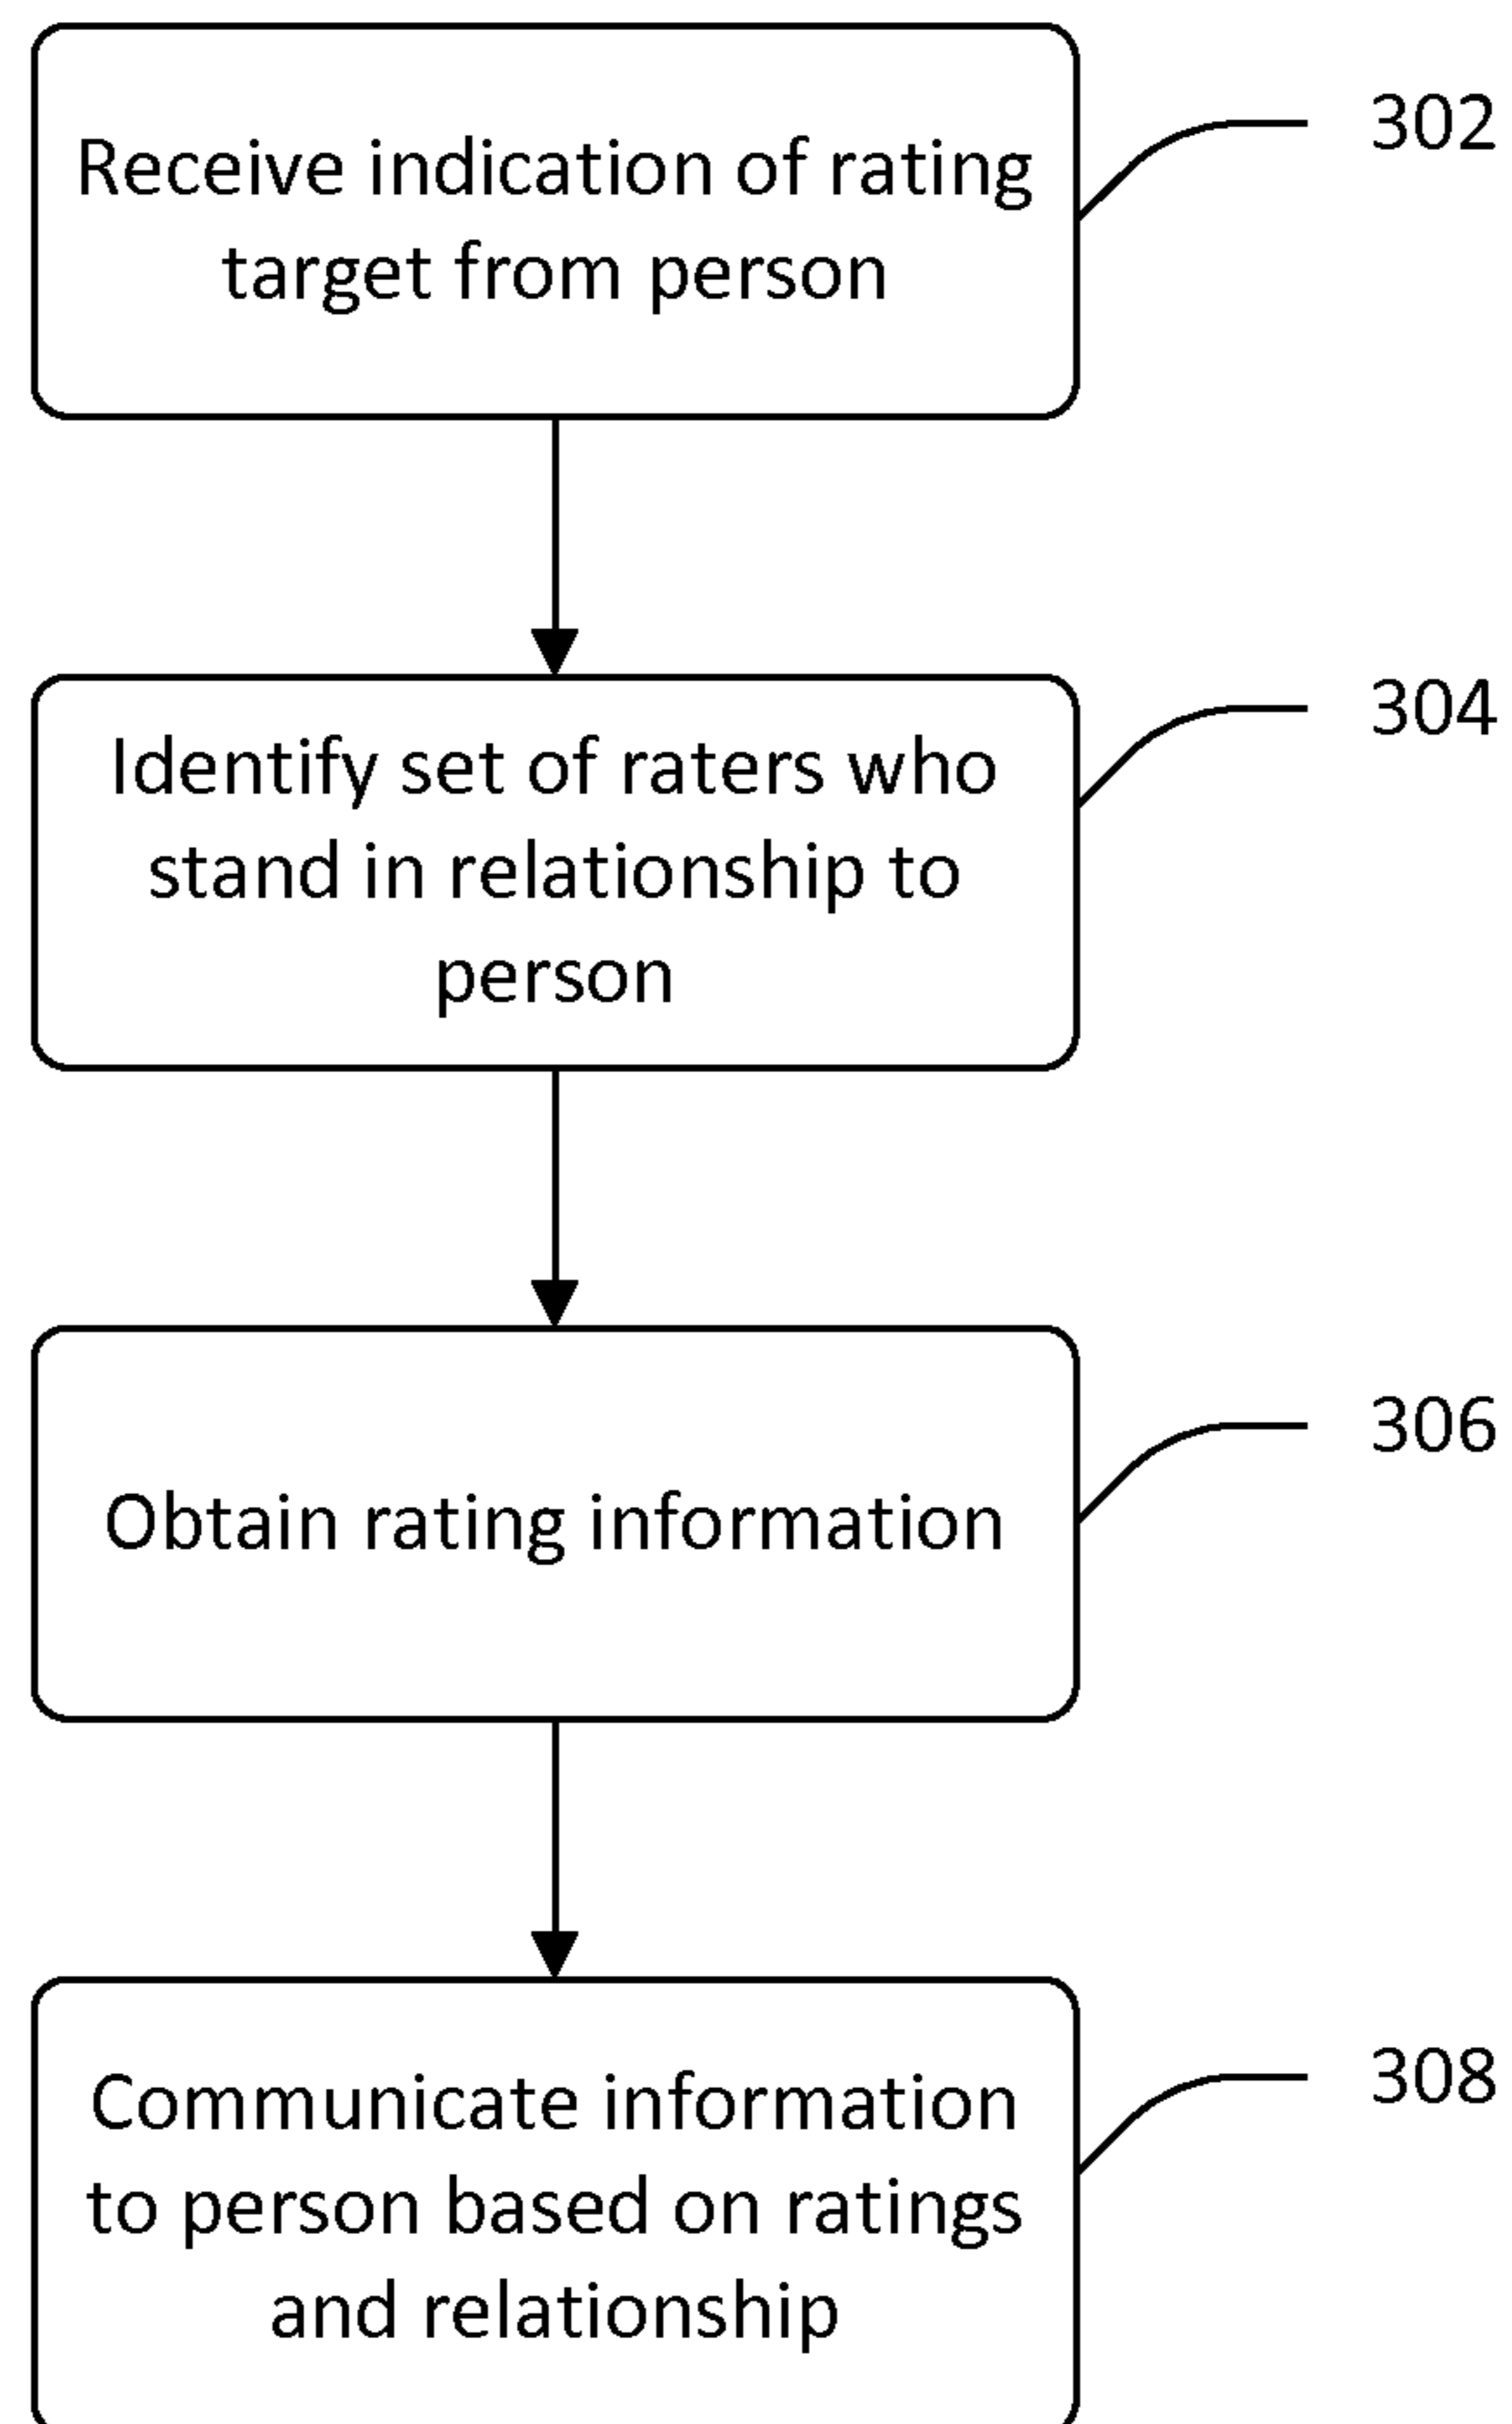 Receive indication of rating
target from person
302
Identify set of raters who
stand in relationship to
person
304
Obtain rating information
306
Communicate information
to person based on ratings
and relationship
308